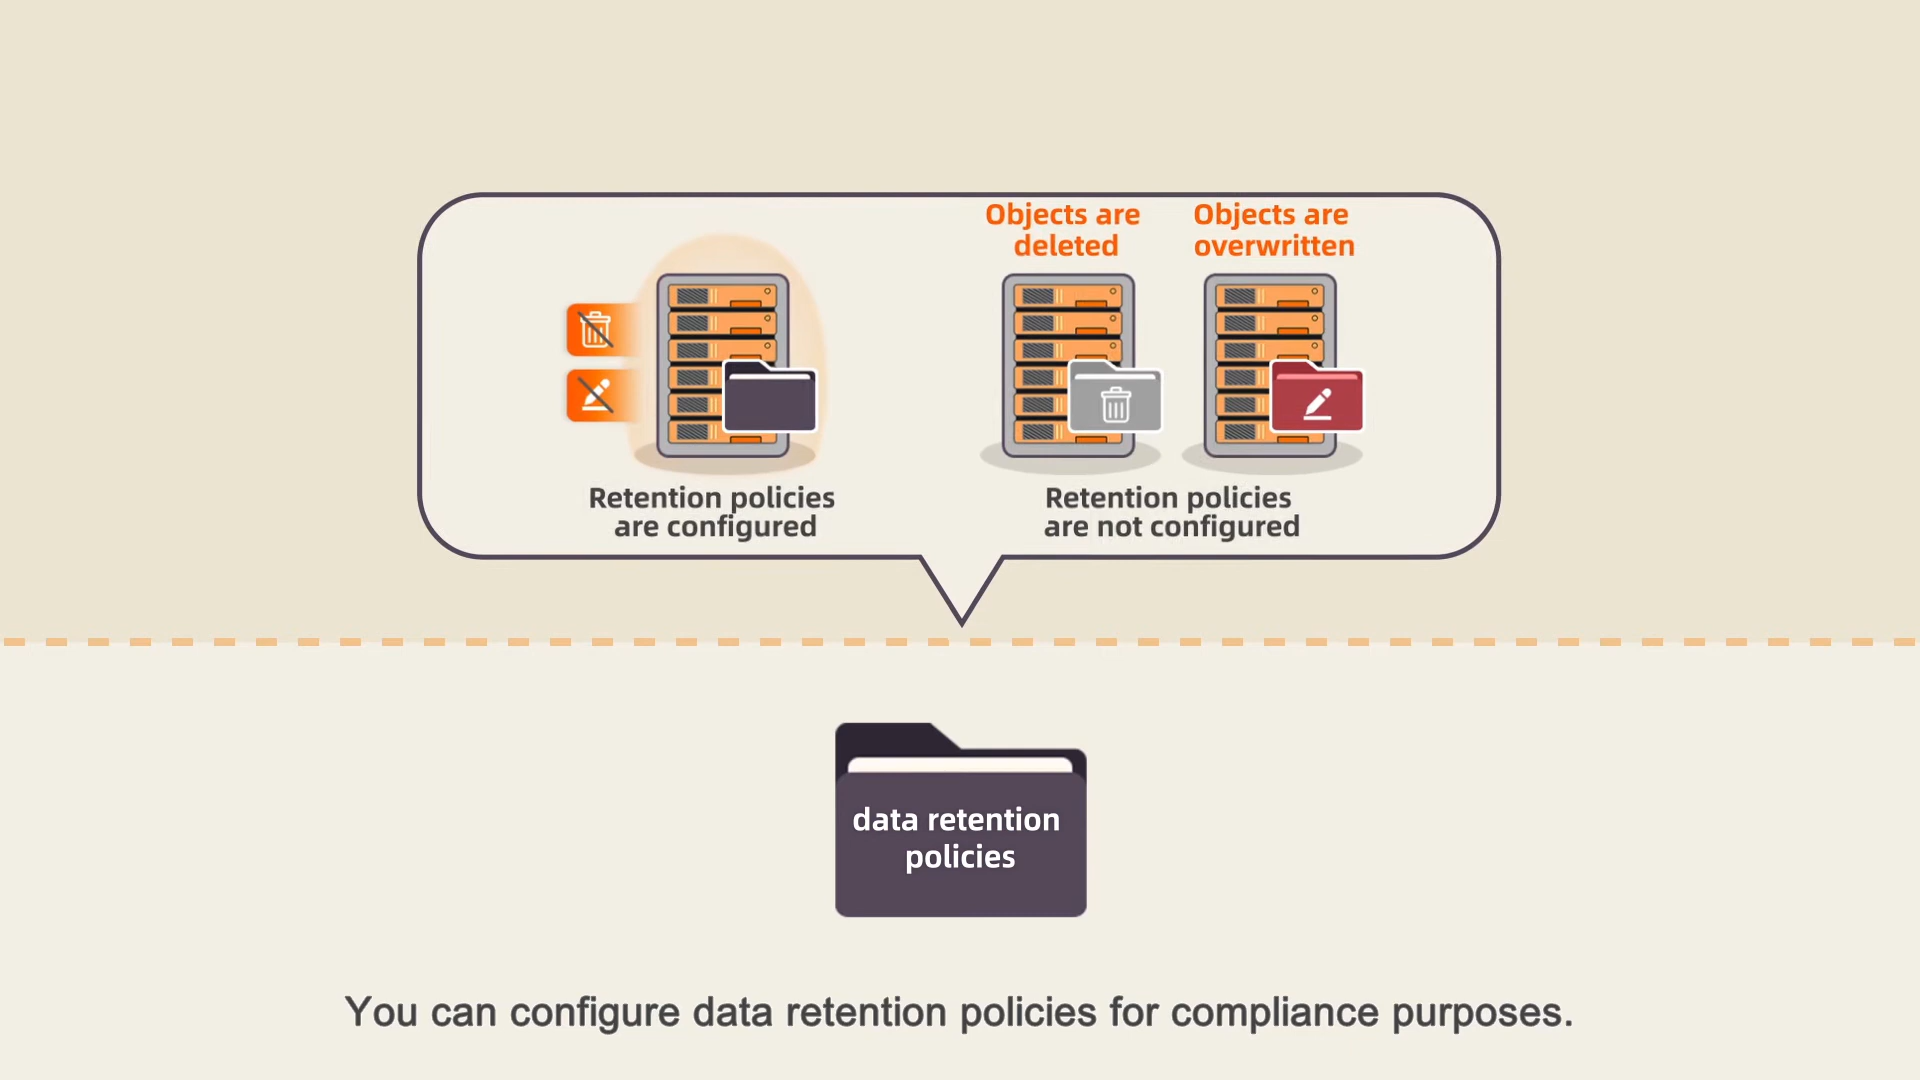 Objects are
deleted
Objects are
overwritten
Retention policies
are configured
Retention policies
are not configured
data retention
policies
You can configure data retention policies for compliance purposes.